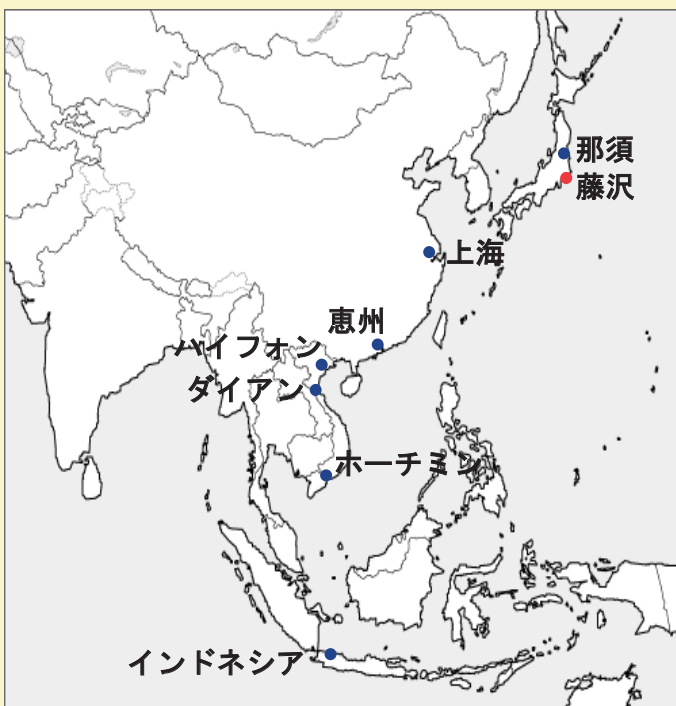 那須
藤沢
上海
恵州
ハイフォン
ダイアン
ホーチミン
インドネシア